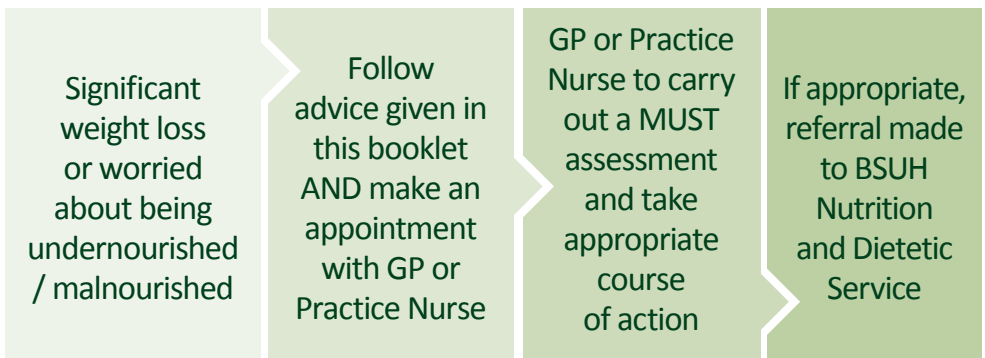 Significant
weight loss
or worried
about being
undernourished
/ malnourished
Follow
advice given in
this booklet
AND make an
appointment
with GP or
Practice Nurse
GP or Practice
Nurse to carry
out a MUST
assessment
and take
appropriate
course
of action
If appropriate,
referral made
to BSUH
Nutrition
and Dietetic
Service